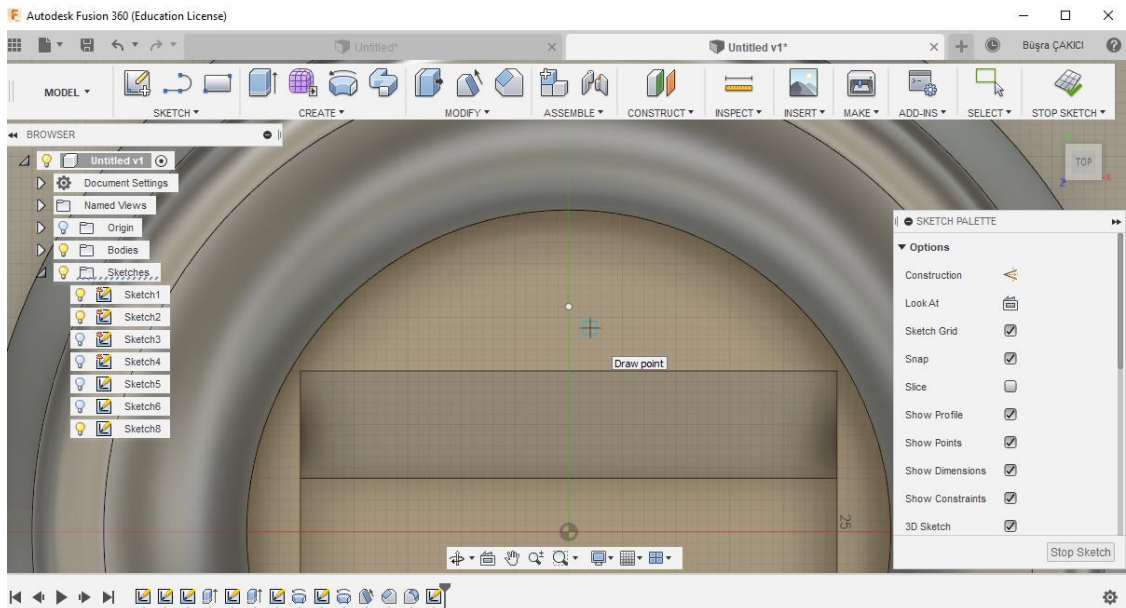 Autodesk Fusion 360 (Education License)
Untitled*
Untitled v1*
Büşra ÇAKICI
MODEL
SKETCH
CREATE
MODIFY
ASSEMBLE
CONSTRUCT
INSPECT
INSERT
MAKE
ADD-INS
SELECT
STOP SKETCH
BROWSER
Untitled v1
Document Settings
Named Views
Origin
Bodies
Sketches
Sketch1
Sketch2
Sketch3
Sketch4
Sketch5
Sketch6
Sketch8
TOP
Z
X
Draw point
25
SKETCH PALETTE
Options
Construction
Look At
Sketch Grid
Snap
Slice
Show Profile
Show Points
Show Dimensions
Show Constraints
3D Sketch
Stop Sketch